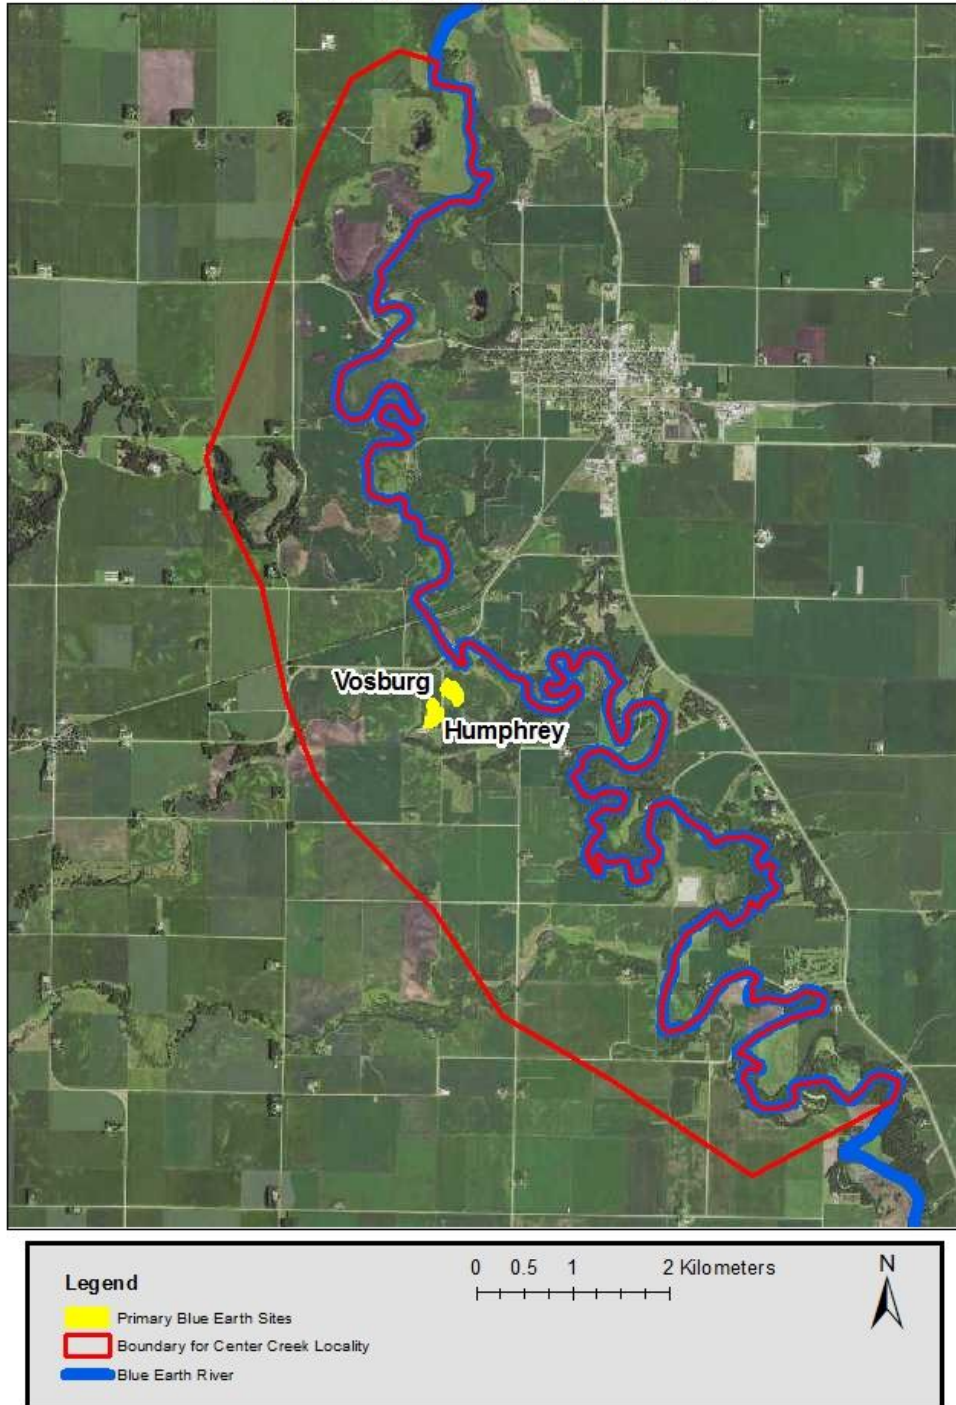 Vosburg
Humphrey
Legend
Primary Blue Earth Sites
Boundary for Center Creek Locality
Blue Earth River
0 0.5 1 2 Kilometers
N